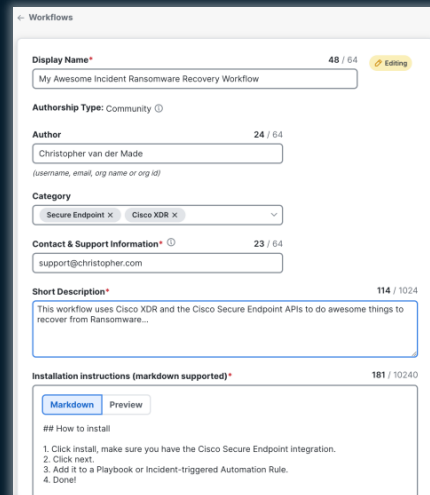 ← Workflows
Display Name* 48 / 64 Editing
My Awesome Incident Ransomware Recovery Workflow
Authorship Type: Community
Author 24 / 64
Christopher van der Made
(username, email, org name or org id)
Category
Secure Endpoint × Cisco XDR ×
Contact & Support Information* 23 / 64
support@christopher.com
Short Description* 114 / 1024
This workflow uses Cisco XDR and the Cisco Secure Endpoint APIs to do awesome things to
recover from Ransomware...
Installation instructions (markdown supported)* 181 / 10240
Markdown Preview
## How to install
1. Click install, make sure you have the Cisco Secure Endpoint integration.
2. Click next.
3. Add it to a Playbook or Incident-triggered Automation Rule.
4. Done!